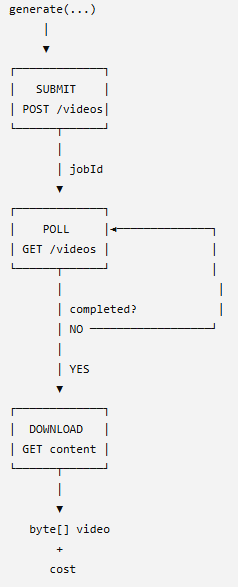 generate(...)
SUBMIT
POST /videos
jobId
POLL
GET /videos
completed?
NO
YES
DOWNLOAD
GET content
byte[] video
+
cost